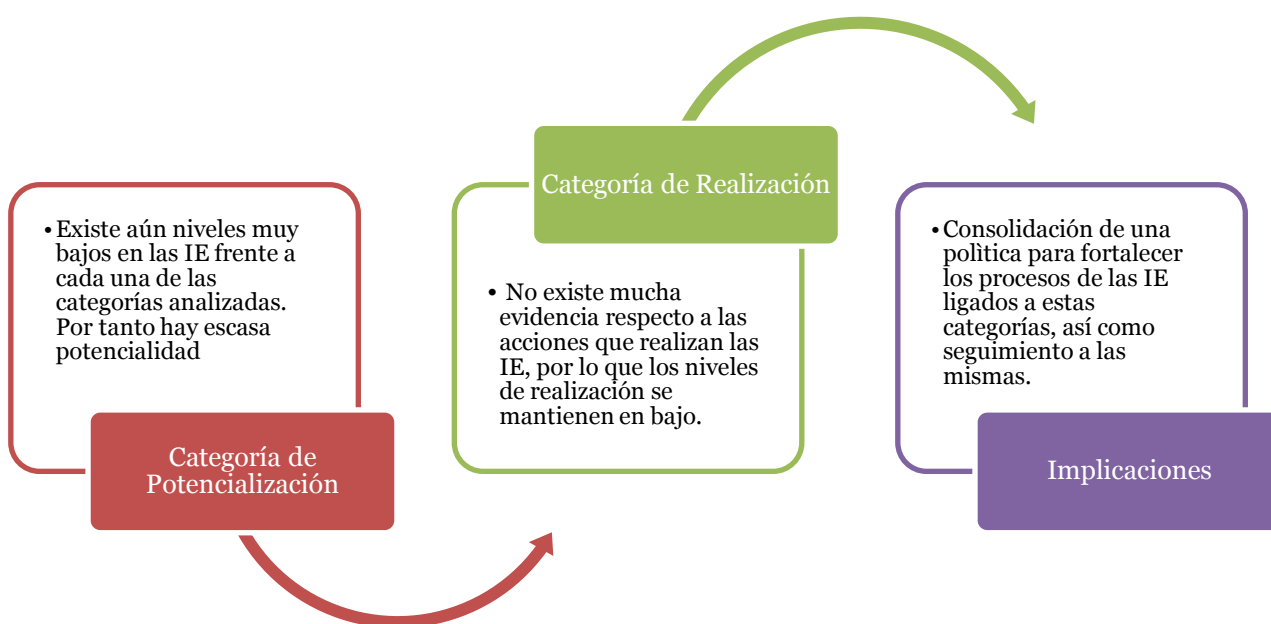 •Existe aún niveles muy
bajos en las IE frente a
cada una de las
categorías analizadas.
Por tanto hay escasa
potencialidad
Categoría de
Potencialización
Categoría de Realización
• No existe mucha
evidencia respecto a las
acciones que realizan las
IE, por lo que los niveles
de realización se
mantienen en bajo.
•Consolidación de una
polìtica para fortalecer
los procesos de las IE
ligados a estas
categorías, así como
seguimiento a las
mismas.
Implicaciones